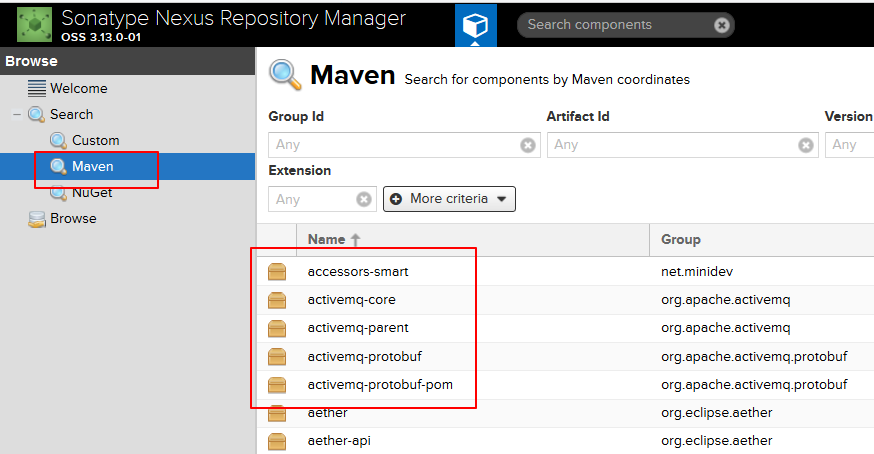 Sonatype Nexus Repository Manager
OSS 3.13.0-01
Search components
Browse
Welcome
Search
Custom
Maven
NuGet
Browse
Maven Search for components by Maven coordinates
Group Id Artifact Id Version
Any Any Any
Extension
Any More criteria
Name Group
accessors-smart net.minidev
activemq-core org.apache.activemq
activemq-parent org.apache.activemq
activemq-protobuf org.apache.activemq.protobuf
activemq-protobuf-pom org.apache.activemq.protobuf
aether org.eclipse.aether
aether-api org.eclipse.aether